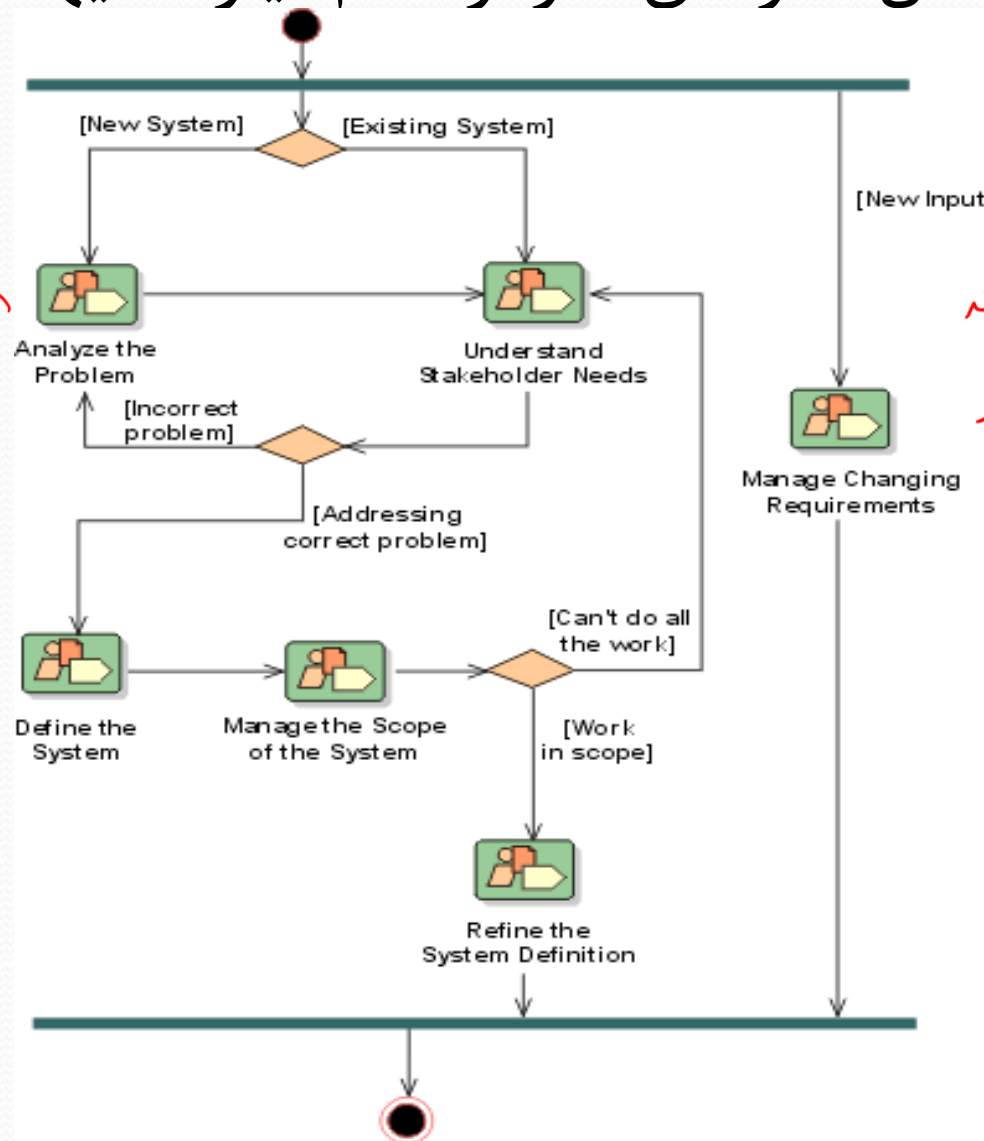 [New System]
[Existing System]
[New Input
Analyze the
Problem
Understand
Stakeholder Needs
[Incorrect
problem]
Manage Changing
Requirements
[Addressing
correct problem]
[Can't do all
the work]
Define the
System
Manage the Scope
of the System
[Work
in scope]
Refine the
System Definition